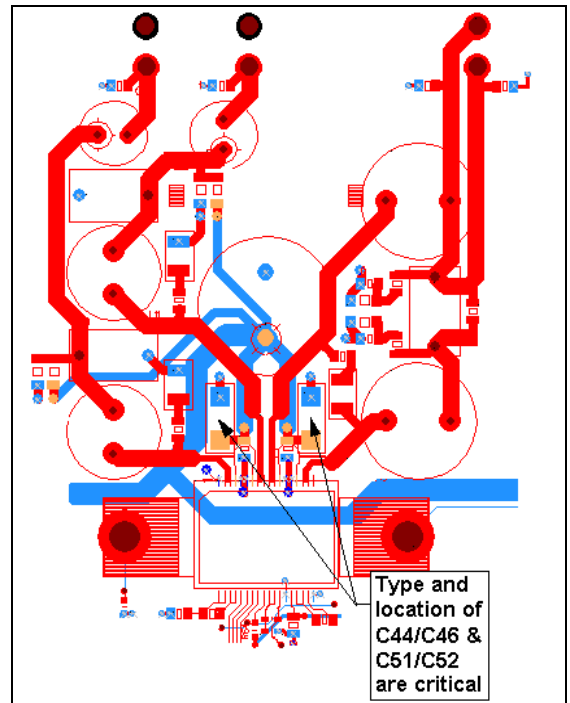 Type and
location of
C44/C46 &
C51/C52
are critical